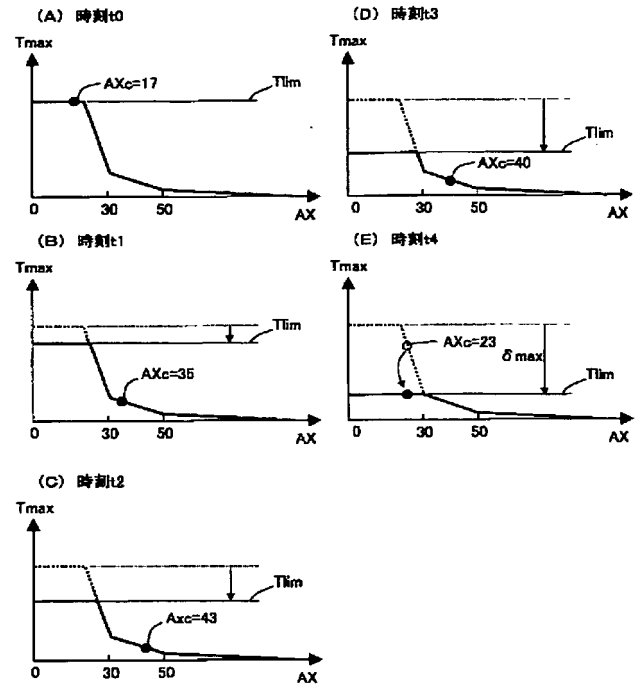 (A) 時刻t0
Tmax
AXc=17
Tlim
0
30
50
AX
(B) 時刻t1
Tmax
Tlim
AXc=35
0
30
50
AX
(C) 時刻t2
Tmax
Tlim
Axc=43
0
30
50
AX
(D) 時刻t3
Tmax
Tlim
AXc=40
0
30
50
AX
(E) 時刻t4
Tmax
AXc=23
δmax
Tlim
0
30
50
AX